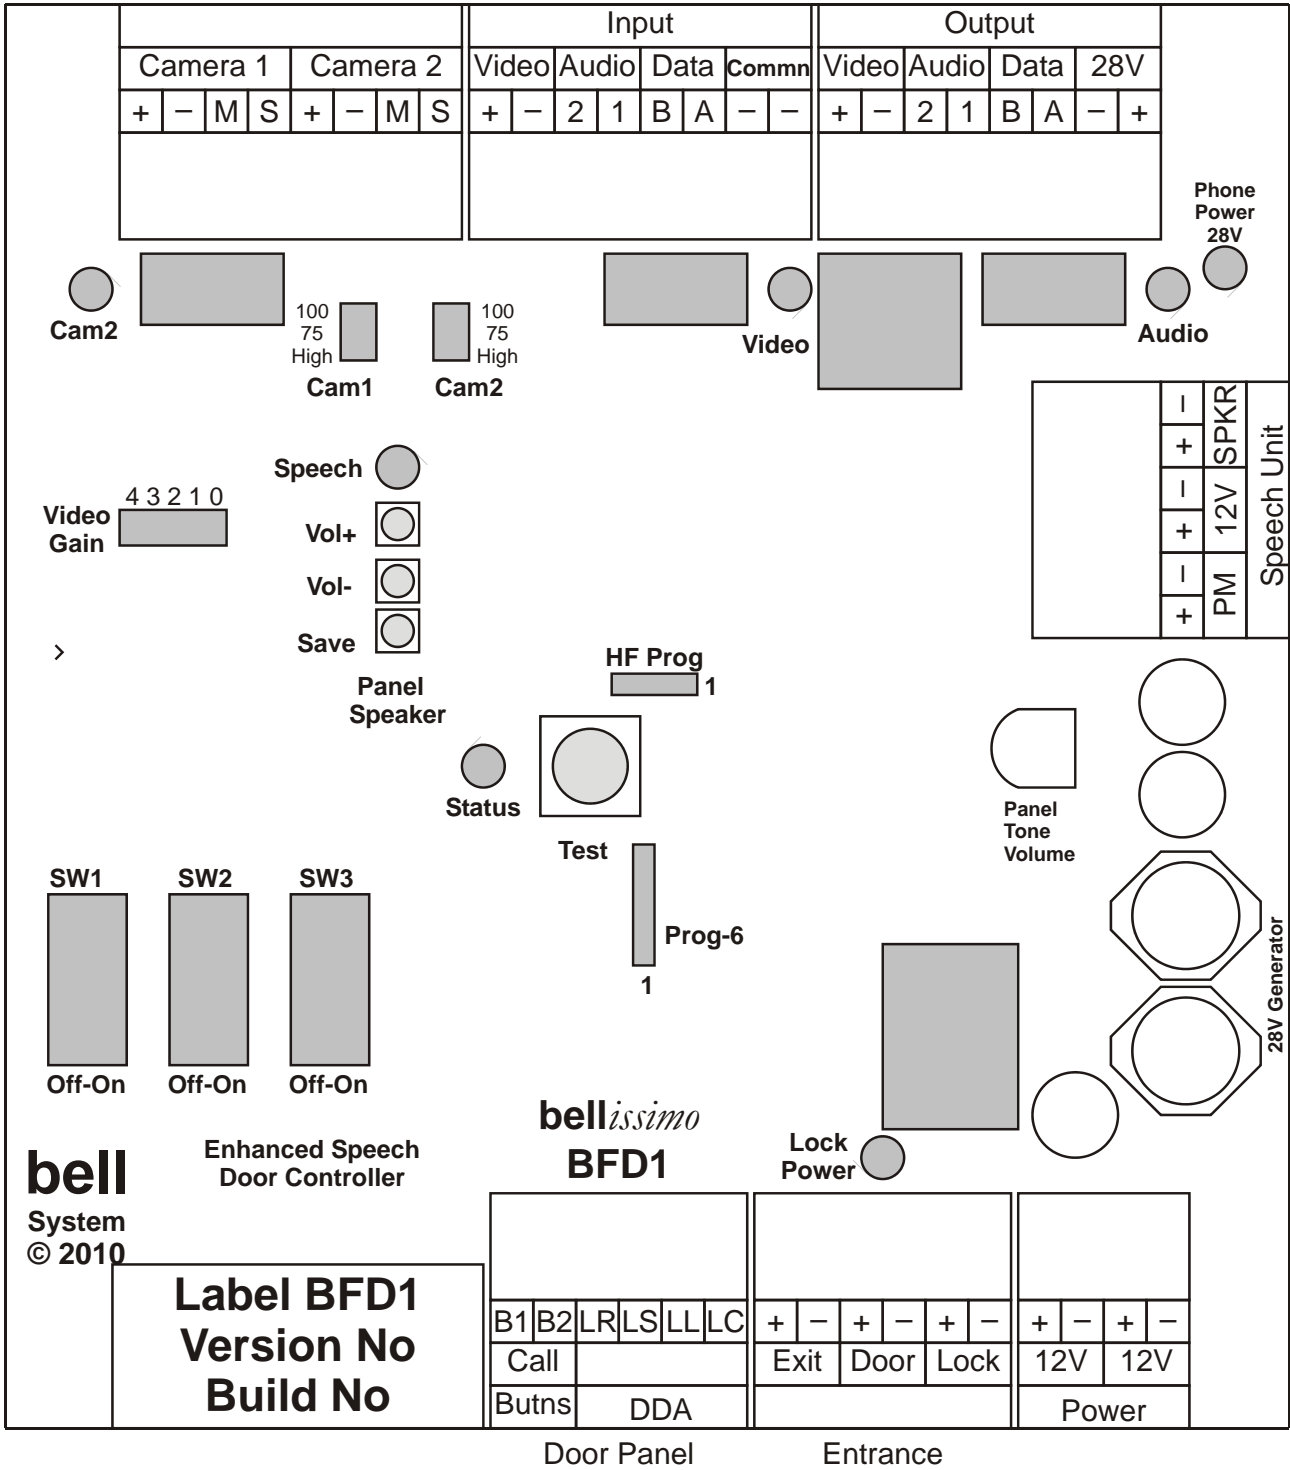 Input Output
Camera 1 Camera 2 Video Audio Data Commn Video Audio Data 28V
+ − M S + − M S + − 2 1 B A − − + − 2 1 B A − +
Phone
Power
28V
Cam2
100
75
High
Cam1
100
75
High
Cam2
Video
Audio
− + − + − +
SPKR 12V PM
Speech Unit
Speech
4 3 2 1 0
Video
Gain
Vol+
Vol-
Save
>
Panel
Speaker
HF Prog
1
Status
Test
Panel
Tone
Volume
SW1 SW2 SW3
Prog-6
1
28V Generator
Off-On Off-On Off-On
bellissimo
BFD1
Lock
Power
Enhanced Speech
Door Controller
bell
System
© 2010
Label BFD1
Version No
Build No
B1 B2 LR LS LL LC + − + − + − + − + −
Call Exit Door Lock 12V 12V
Butns DDA Power
Door Panel Entrance